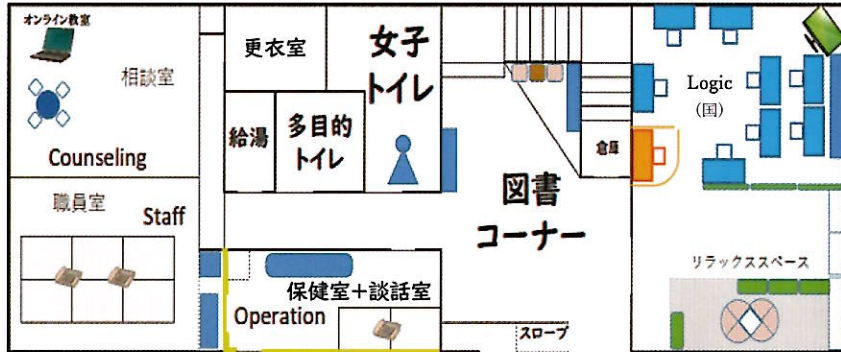 オンライン教室
相談室
Counseling
職員室
Staff
更衣室
女子
トイレ
給湯
多目的
トイレ
図書
コーナー
倉庫
保健室+談話室
Operation
スロープ
Logic
(国)
リラックススペース